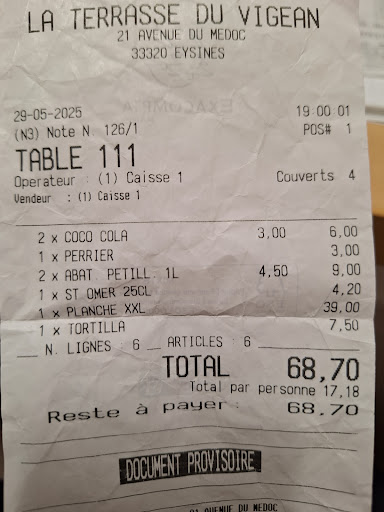 LA TERRASSE DU VIGEAN
21 AVENUE DU MEDOC
33320 EYSINES
29-05-2025 19:00:01
(N3) Note N. 126/1 POS# 1
TABLE 111
Operateur : (1) Caisse 1 Couverts 4
Vendeur : (1) Caisse 1
2 x COCO COLA 3,00 6,00
1 x PERRIER 3,00
2 x ABAT. PETILL. 1L 4,50 9,00
1 x ST OMER 25CL 4,20
1 x PLANCHE XXL 39,00
1 x TORTILLA 7,50
N. LIGNES : 6 ARTICLES : 6
TOTAL 68,70
Total par personne 17,18
Reste à payer : 68,70
DOCUMENT PROVISOIRE
21 AVENUE DU MEDOC